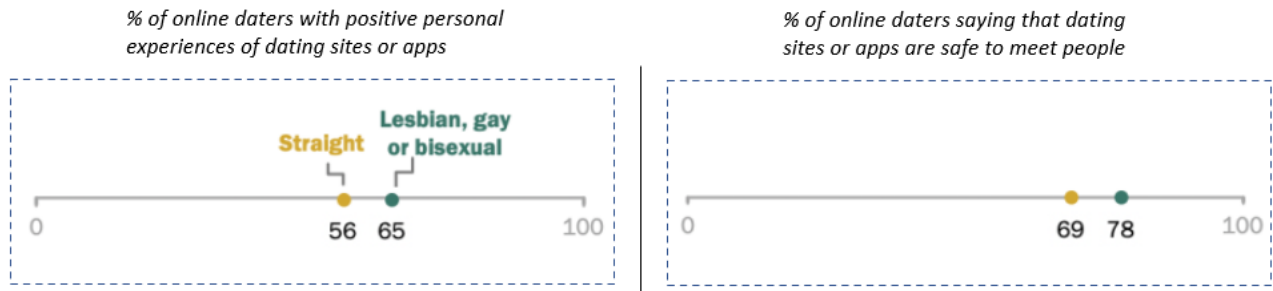 % of online daters with positive personal
experiences of dating sites or apps
Straight
Lesbian, gay
or bisexual
0
56
65
100
% of online daters saying that dating
sites or apps are safe to meet people
0
69
78
100